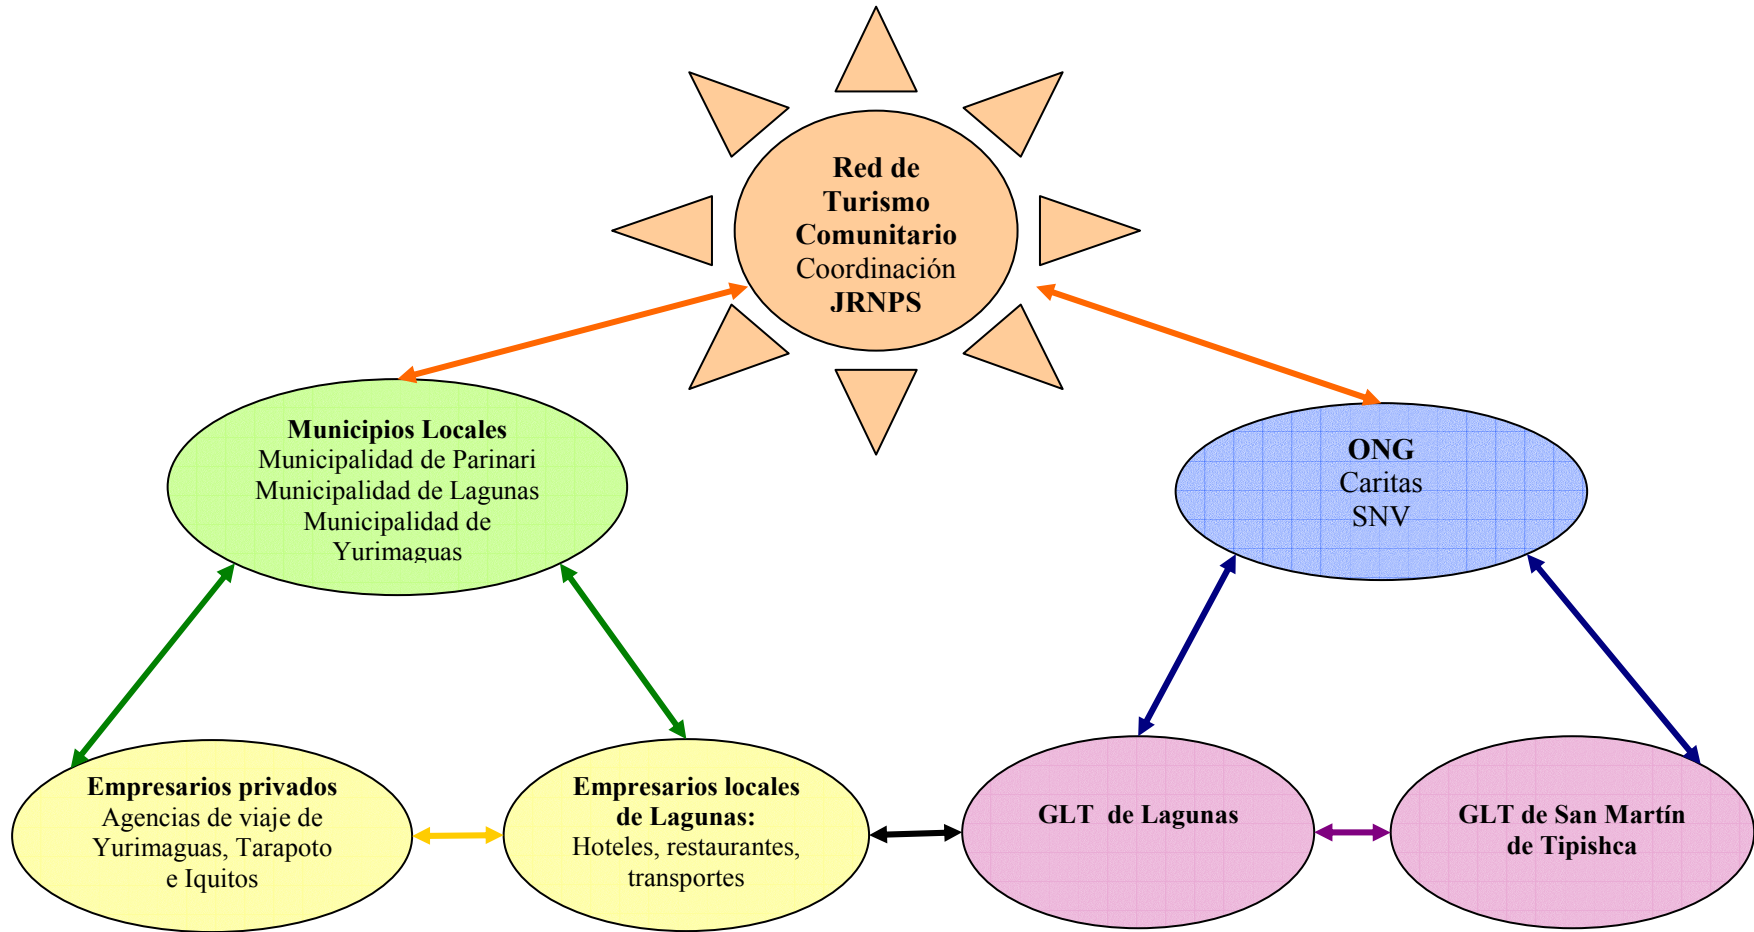 Red de
Turismo
Comunitario
Coordinación
JRNPS
Municipios Locales
Municipalidad de Parinari
Municipalidad de Lagunas
Municipalidad de
Yurimaguas
ONG
Caritas
SNV
Empresarios privados
Agencias de viaje de
Yurimaguas, Tarapoto
e Iquitos
Empresarios locales
de Lagunas:
Hoteles, restaurantes,
transportes
GLT de Lagunas
GLT de San Martín
de Tipishca